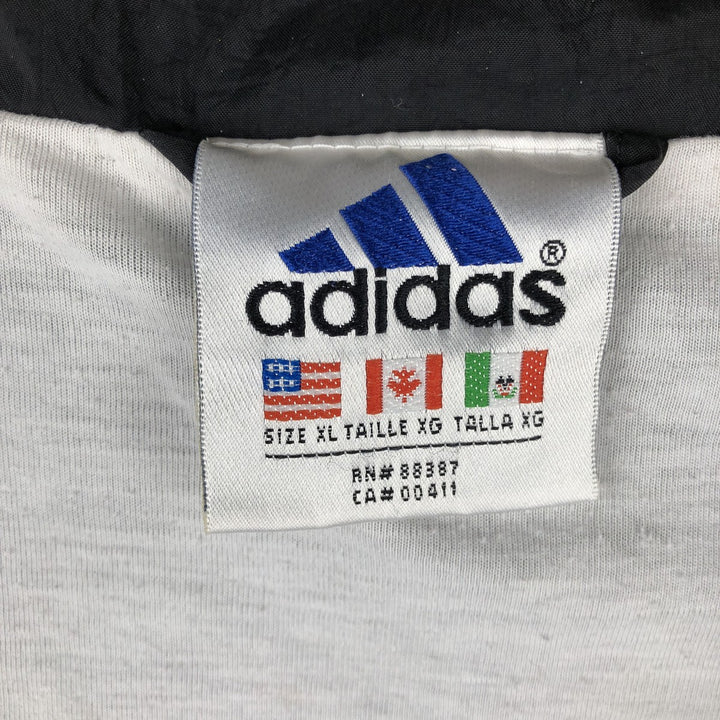 adidas®
SIZE XL TAILLE XG TALLA XG
RN# 88387
CA# 00411